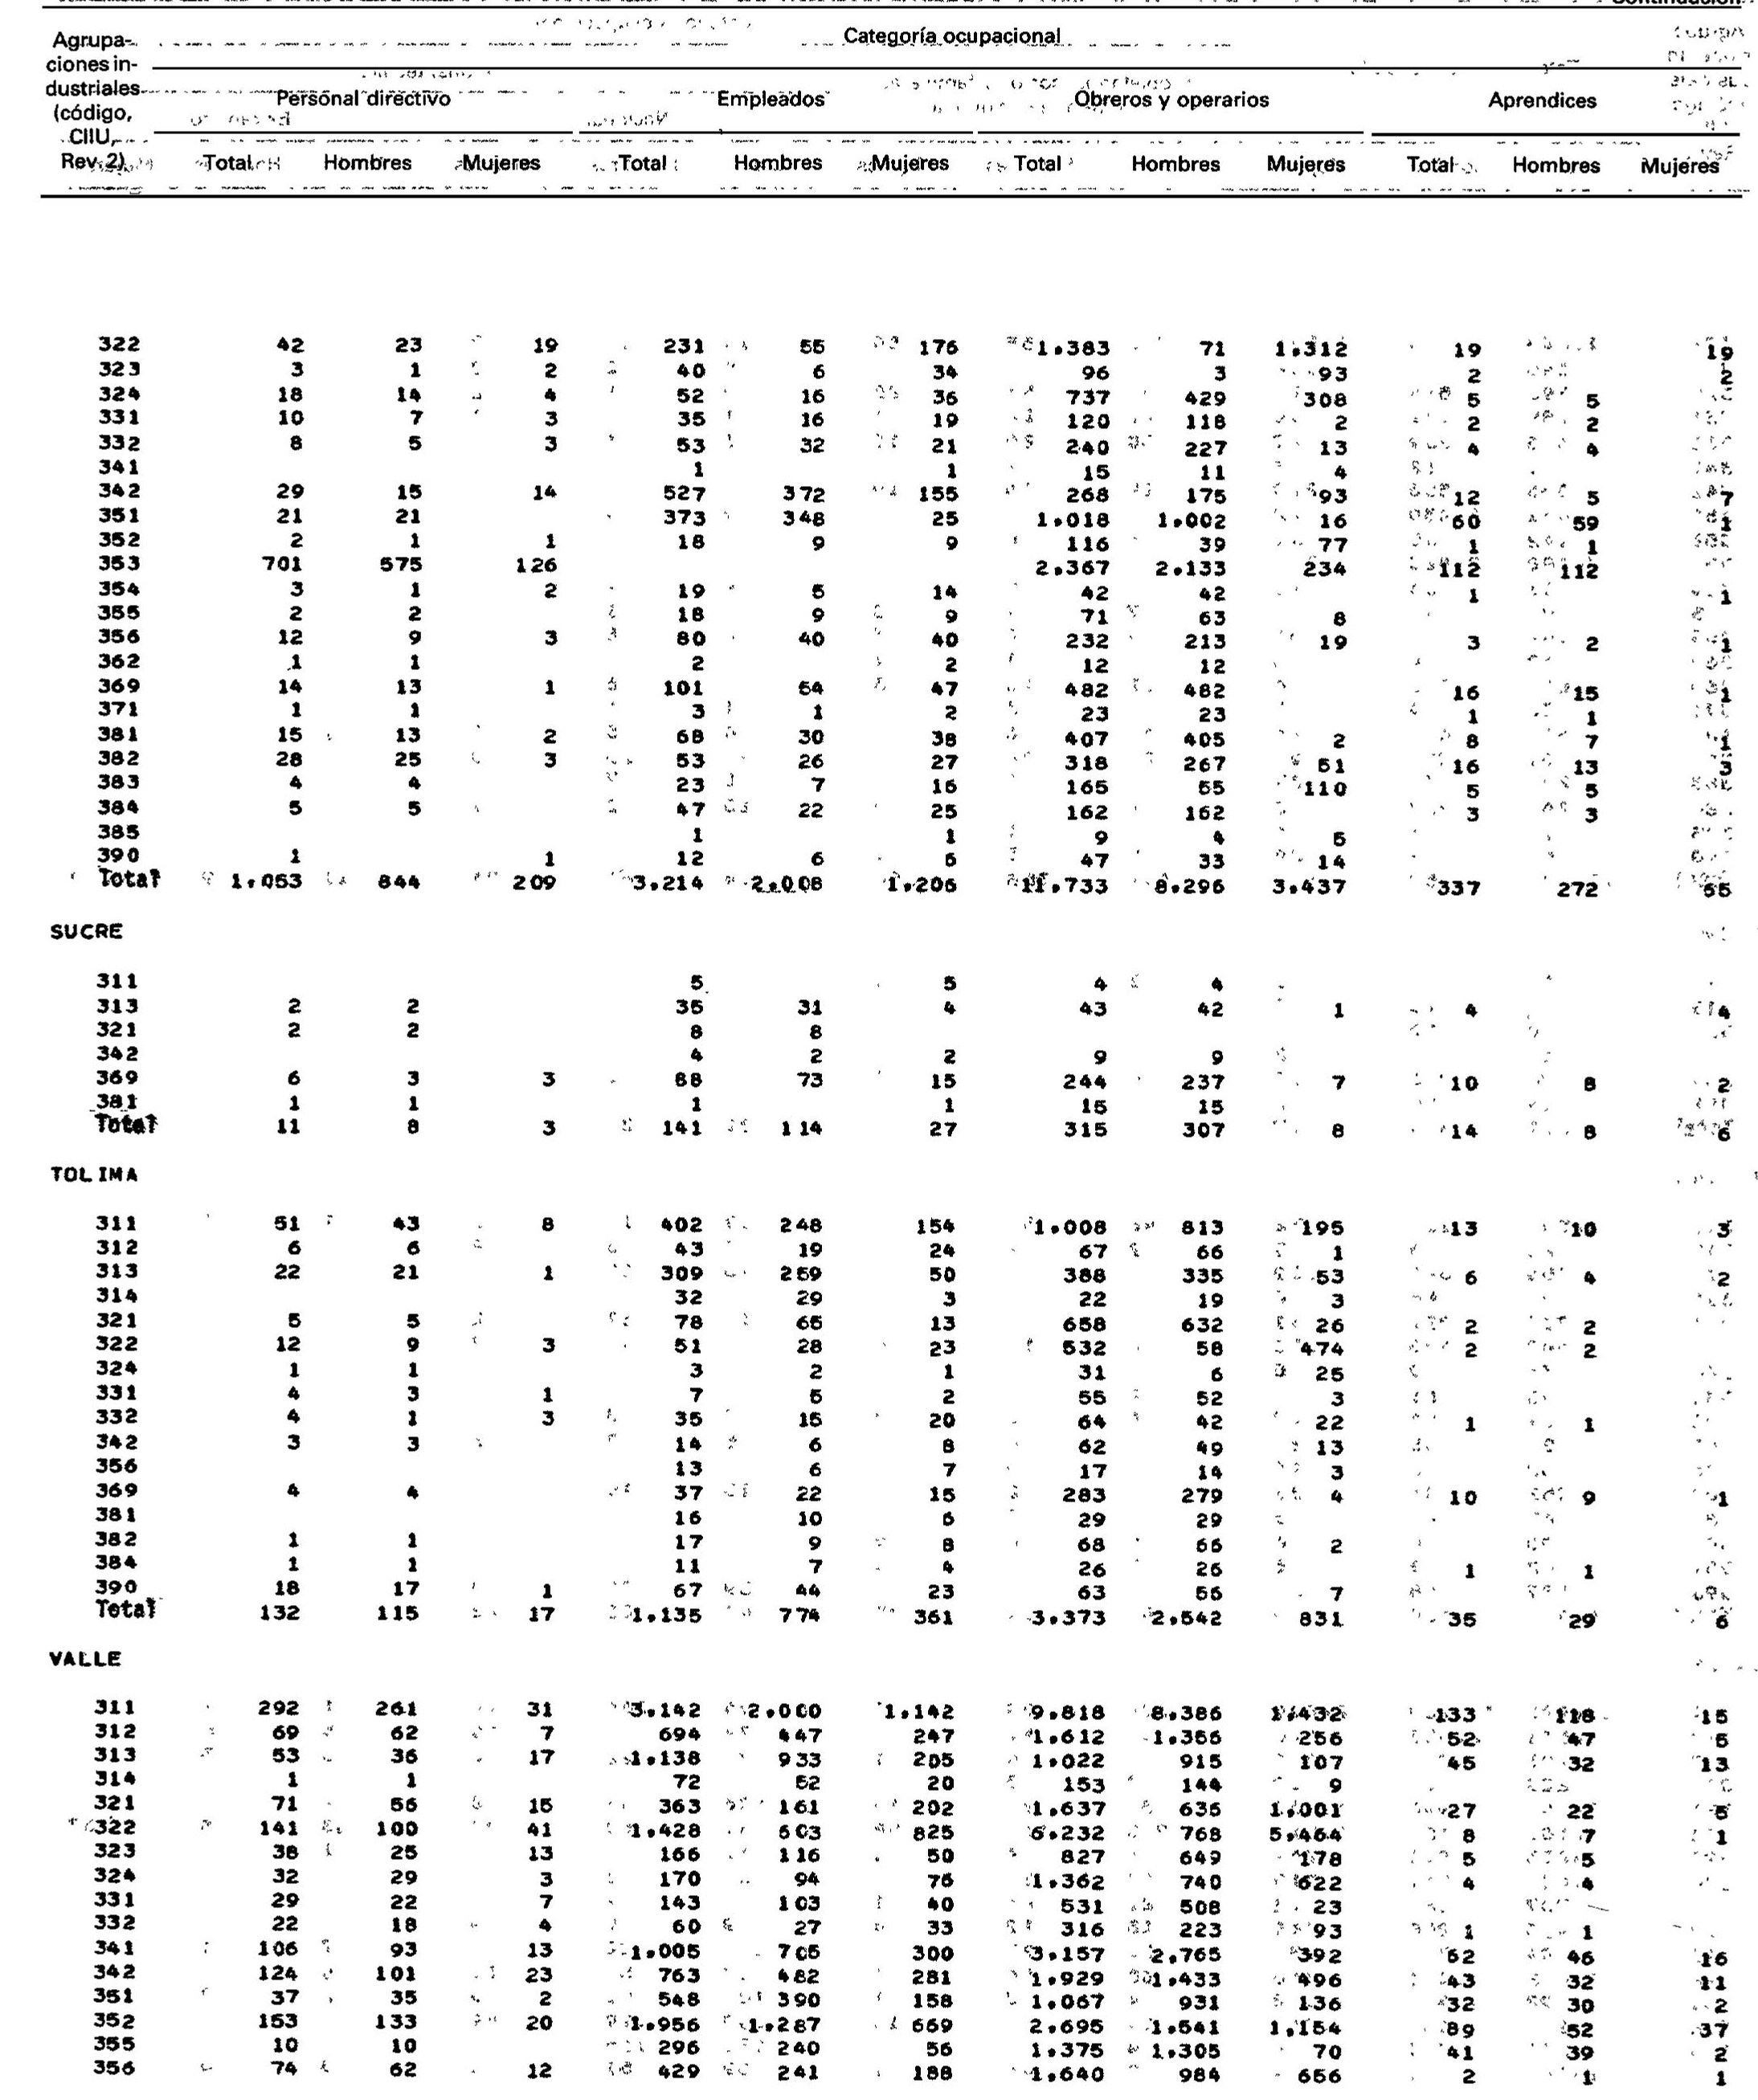 Continuación
Categoría ocupacional
Agrupaciones industriales (código, CIIU, Rev. 2)
Personal directivo Empleados Obreros y operarios Aprendices
Total Hombres Mujeres Total Hombres Mujeres Total Hombres Mujeres Total Hombres Mujeres
322 42 23 19 231 55 176 1.383 71 1.312 19 19
323 3 1 2 40 6 34 96 3 93 2 2
324 18 14 4 52 16 36 737 429 308 5 5
331 10 7 3 35 16 19 120 118 2 2 2
332 8 5 3 53 32 21 240 227 13 4 4
341 1 1 15 11 4
342 29 15 14 527 372 155 268 175 93 12 5 7
351 21 21 373 348 25 1.018 1.002 16 60 59 1
352 2 1 1 18 9 9 116 39 77 1 1
353 701 575 126 2.367 2.133 234 112 112
354 3 1 2 19 5 14 42 42 1 1
355 2 2 18 9 9 71 63 8
356 12 9 3 80 40 40 232 213 19 3 2 1
362 1 1 2 2 12 12
369 14 13 1 101 54 47 482 482 16 15 1
371 1 1 3 1 2 23 23 1 1
381 15 13 2 68 30 38 407 405 2 8 7 1
382 28 25 3 53 26 27 318 267 51 16 13 3
383 4 4 23 7 16 165 55 110 5 5
384 5 5 47 22 25 162 162 3 3
385 1 1 9 4 5
390 1 1 12 6 6 47 33 14
Total 1.053 844 209 3.214 2.008 1.206 11.733 8.296 3.437 337 272 65
SUCRE
311 5 5 4 4
313 2 2 35 31 4 43 42 1 4 4
321 2 2 8 8
342 4 2 2 9 9
369 6 3 3 88 73 15 244 237 7 10 8 2
381 1 1 1 1 15 15
Total 11 8 3 141 114 27 315 307 8 14 8 6
TOLIMA
311 51 43 8 402 248 154 1.008 813 195 13 10 3
312 6 6 43 19 24 67 66 1
313 22 21 1 309 259 50 388 335 53 6 4 2
314 32 29 3 22 19 3
321 5 5 78 65 13 658 632 26 2 2
322 12 9 3 51 28 23 532 58 474 2 2
324 1 1 3 2 1 31 6 25
331 4 3 1 7 5 2 55 52 3
332 4 1 3 35 15 20 64 42 22 1 1
342 3 3 14 6 8 62 49 13
356 13 6 7 17 14 3
369 4 4 37 22 15 283 279 4 10 9 1
381 16 10 6 29 29
382 1 1 17 9 8 68 66 2
384 1 1 11 7 4 26 26 1 1
390 18 17 1 67 44 23 63 56 7
Total 132 115 17 1.135 774 361 3.373 2.542 831 35 29 6
VALLE
311 292 261 31 3.142 2.000 1.142 9.818 8.386 1.432 133 118 15
312 69 62 7 694 447 247 1.612 1.356 256 52 47 5
313 53 36 17 1.138 933 205 1.022 915 107 45 32 13
314 1 1 72 52 20 153 144 9
321 71 56 15 363 161 202 1.637 636 1.001 27 22 5
322 141 100 41 1.428 603 825 6.232 768 5.464 8 7 1
323 38 25 13 166 116 50 827 649 178 5 5
324 32 29 3 170 94 76 1.362 740 622 4 4
331 29 22 7 143 103 40 531 508 23
332 22 18 4 60 27 33 316 223 93 1 1
341 106 93 13 1.005 705 300 3.157 2.765 392 62 46 16
342 124 101 23 763 482 281 1.929 1.433 496 43 32 11
351 37 35 2 548 390 158 1.067 931 136 32 30 2
352 153 133 20 1.956 1.287 669 2.695 1.541 1.154 89 52 37
355 10 10 296 240 56 1.375 1.305 70 41 39 2
356 74 62 12 429 241 188 1.640 984 656 2 1 1